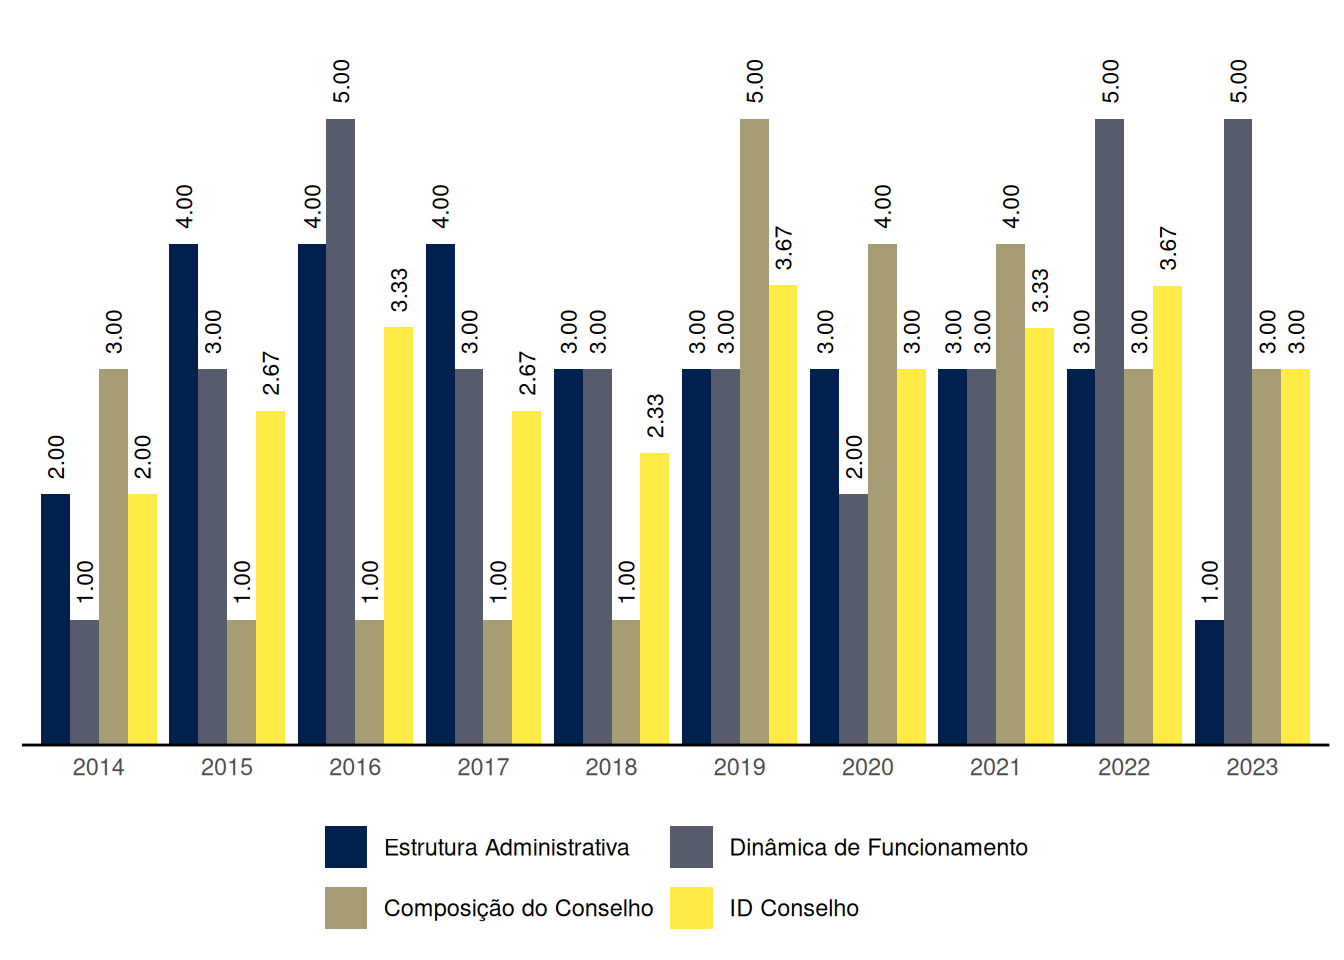 2.00 1.00 3.00 2.00
4.00 3.00 1.00 2.67
4.00 5.00 1.00 3.33
4.00 3.00 1.00 2.67
3.00 3.00 1.00 2.33
3.00 3.00 5.00 3.67
3.00 2.00 4.00 3.00
3.00 3.00 4.00 3.33
3.00 5.00 3.00 3.67
1.00 5.00 3.00 3.00
2014 2015 2016 2017 2018 2019 2020 2021 2022 2023
Estrutura Administrativa Dinâmica de Funcionamento
Composição do Conselho ID Conselho